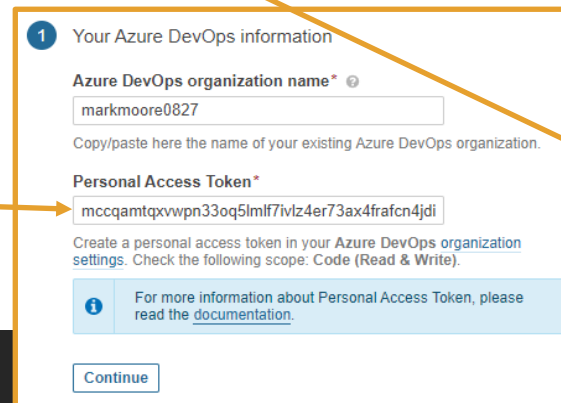 1 Your Azure DevOps information
Azure DevOps organization name* ?
markmoore0827
Copy/paste here the name of your existing Azure DevOps organization.
Personal Access Token*
mccqamtqxvwpn33oq5lmlf7ivlz4er73ax4frafcn4jdi
Create a personal access token in your Azure DevOps organization
settings. Check the following scope: Code (Read & Write).
For more information about Personal Access Token, please
read the documentation.
Continue